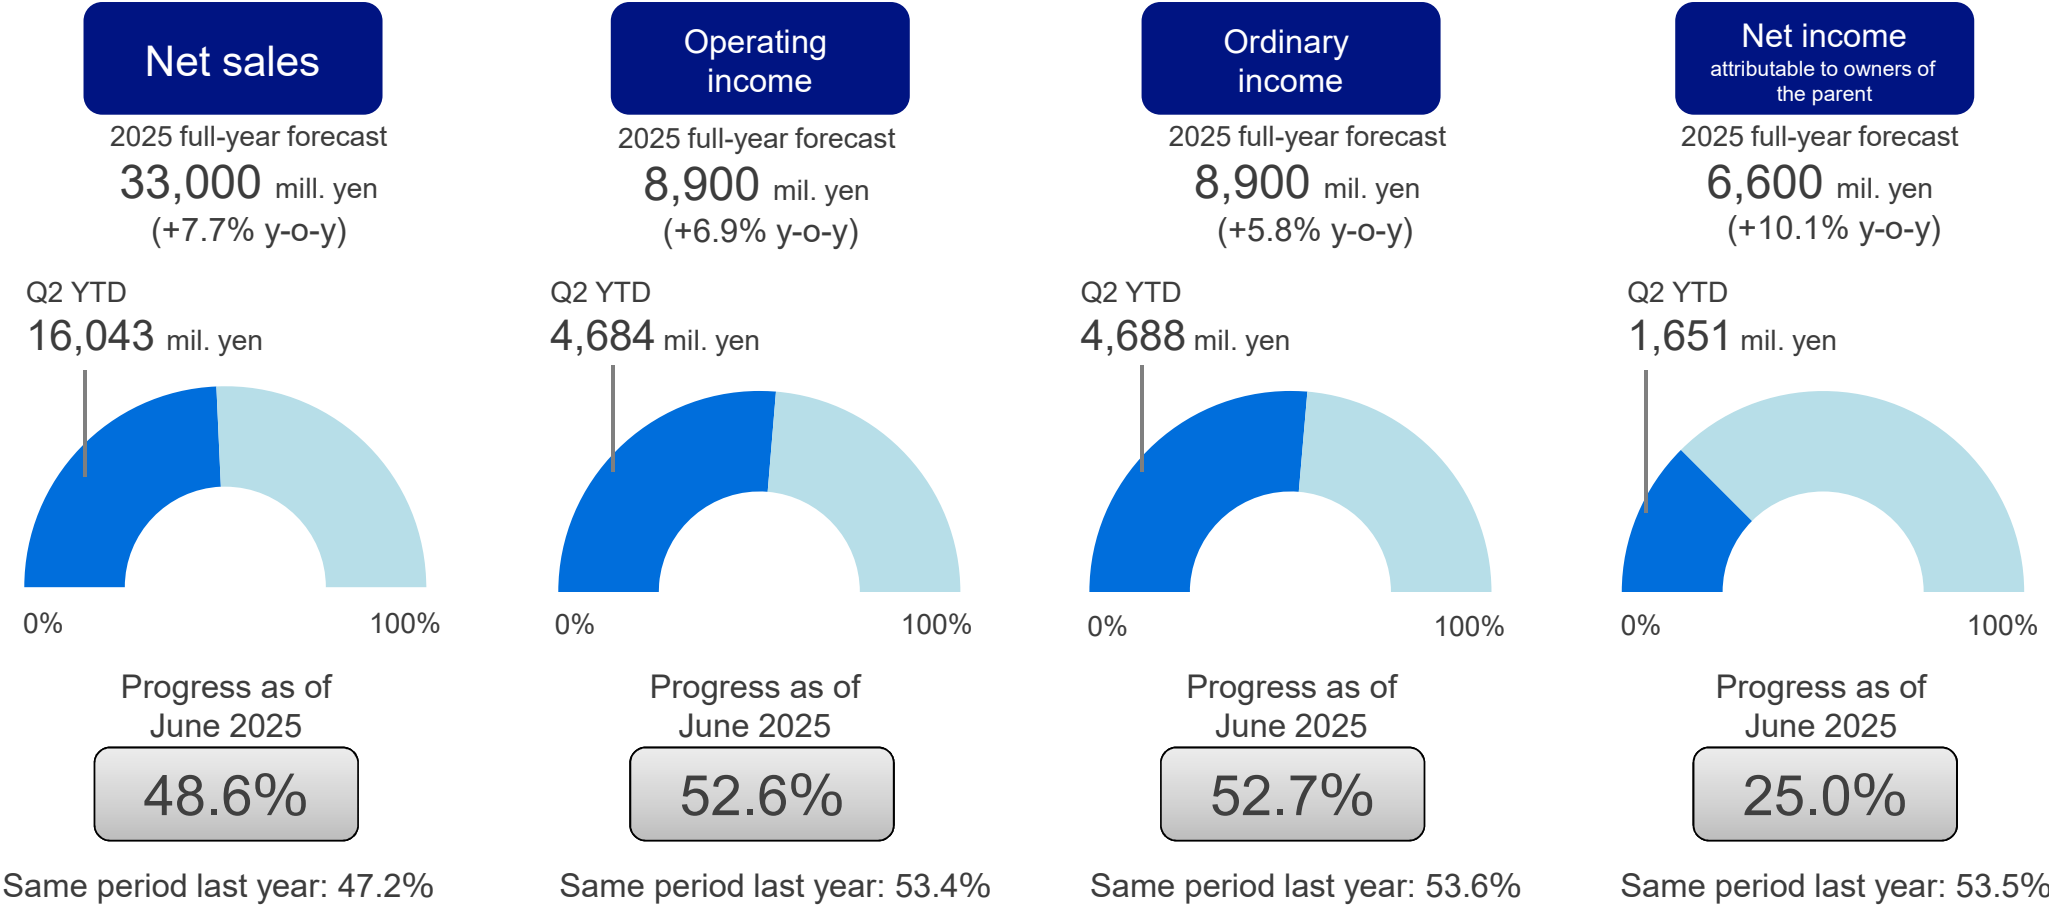 Net sales
2025 full-year forecast
33,000 mill. yen
(+7.7% y-o-y)
Q2 YTD
16,043 mil. yen
0%
100%
Progress as of
June 2025
48.6%
Same period last year: 47.2%
Operating
income
2025 full-year forecast
8,900 mil. yen
(+6.9% y-o-y)
Q2 YTD
4,684 mil. yen
0%
100%
Progress as of
June 2025
52.6%
Same period last year: 53.4%
Ordinary
income
2025 full-year forecast
8,900 mil. yen
(+5.8% y-o-y)
Q2 YTD
4,688 mil. yen
0%
100%
Progress as of
June 2025
52.7%
Same period last year: 53.6%
Net income
attributable to owners of
the parent
2025 full-year forecast
6,600 mil. yen
(+10.1% y-o-y)
Q2 YTD
1,651 mil. yen
0%
100%
Progress as of
June 2025
25.0%
Same period last year: 53.5%